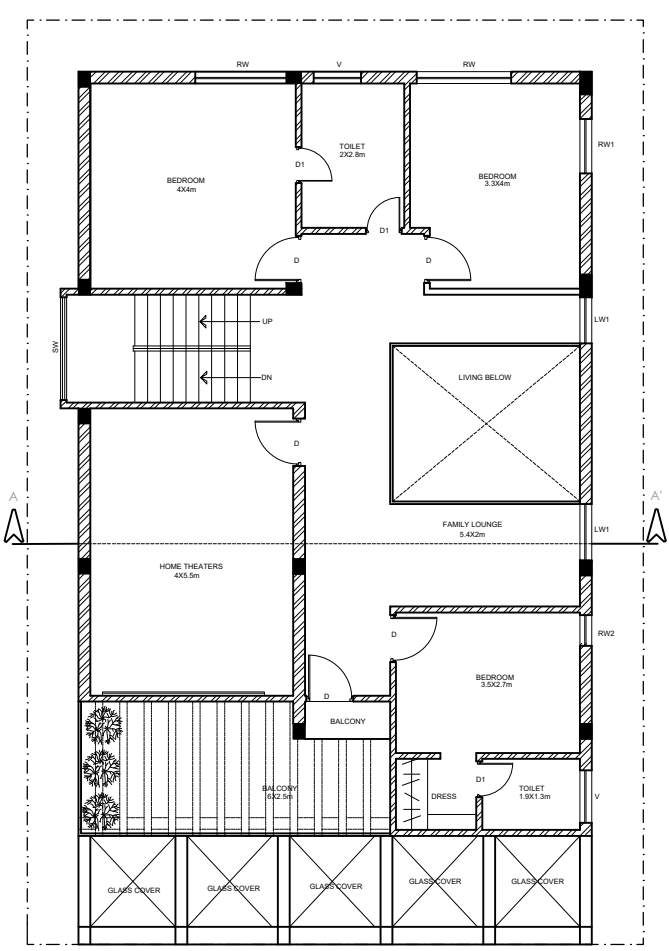 RW
V
RW
RW1
TOILET
2X2.8m
D1
BEDROOM
4X4m
BEDROOM
3.3X4m
D1
D
D
SW
UP
LW1
DN
LIVING BELOW
D
A
A'
FAMILY LOUNGE
5.4X2m
LW1
HOME THEATERS
4X5.5m
D
RW2
BEDROOM
3.5X2.7m
D
BALCONY
D1
BALCONY
6X2.5m
DRESS
TOILET
1.9X1.3m
V
GLASS COVER
GLASS COVER
GLASS COVER
GLASS COVER
GLASS COVER